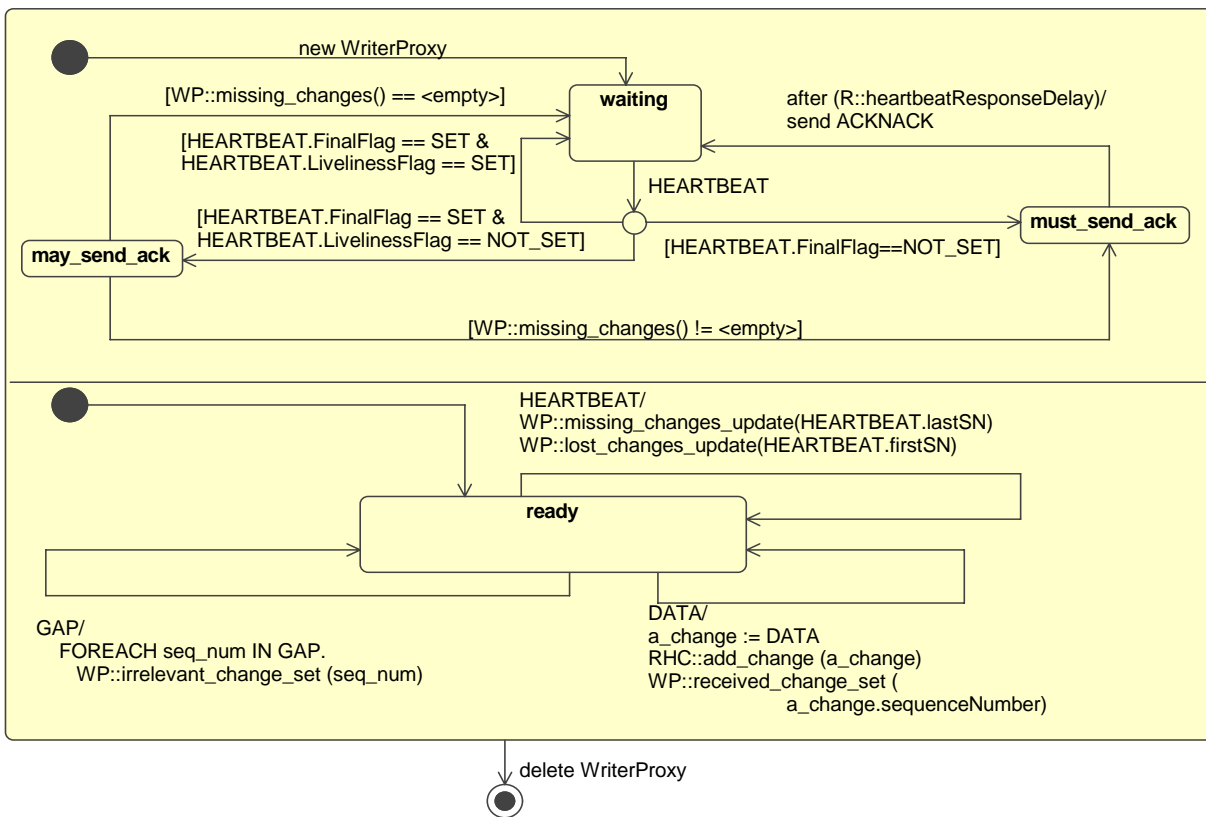 new WriterProxy
[WP::missing_changes() == <empty>]
waiting
after (R::heartbeatResponseDelay)/
send ACKNACK
[HEARTBEAT.FinalFlag == SET &
HEARTBEAT.LivelinessFlag == SET]
HEARTBEAT
[HEARTBEAT.FinalFlag == SET &
HEARTBEAT.LivelinessFlag == NOT_SET]
must_send_ack
[HEARTBEAT.FinalFlag==NOT_SET]
may_send_ack
[WP::missing_changes() != <empty>]
HEARTBEAT/
WP::missing_changes_update(HEARTBEAT.lastSN)
WP::lost_changes_update(HEARTBEAT.firstSN)
ready
GAP/
FOREACH seq_num IN GAP.
WP::irrelevant_change_set (seq_num)
DATA/
a_change := DATA
RHC::add_change (a_change)
WP::received_change_set (
a_change.sequenceNumber)
delete WriterProxy